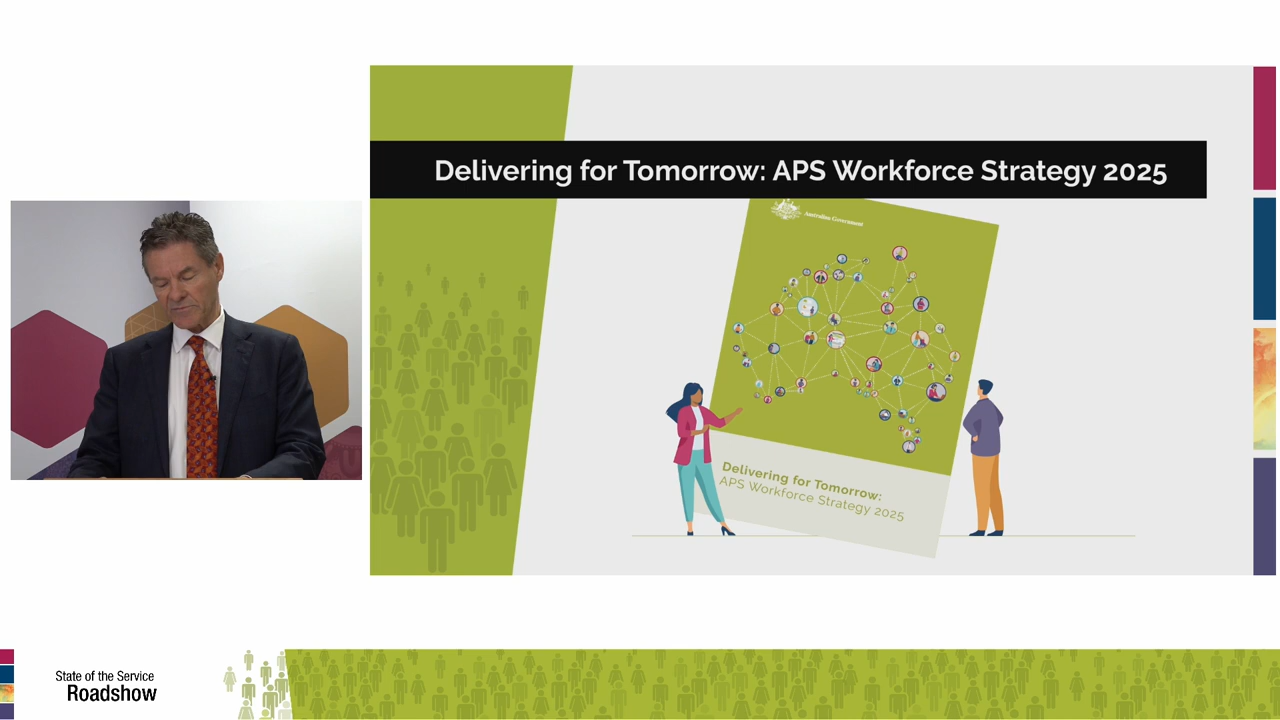 Delivering for Tomorrow: APS Workforce Strategy 2025
Australian Government
Delivering for Tomorrow:
APS Workforce Strategy 2025
State of the Service
Roadshow